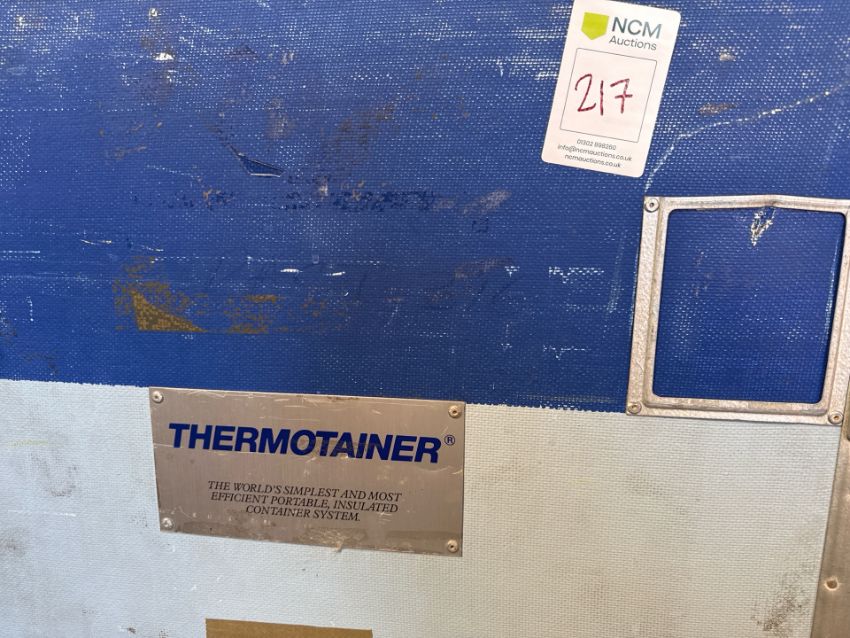 NCM
Auctions
217
01302 898260
info@ncmauctions.co.uk
ncmauctions.co.uk
THERMOTAINER®
THE WORLD'S SIMPLEST AND MOST
EFFICIENT PORTABLE, INSULATED
CONTAINER SYSTEM.